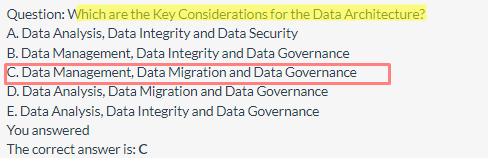 Question: Which are the Key Considerations for the Data Architecture?
A. Data Analysis, Data Integrity and Data Security
B. Data Management, Data Integrity and Data Governance
C. Data Management, Data Migration and Data Governance
D. Data Analysis, Data Migration and Data Governance
E. Data Analysis, Data Integrity and Data Governance
You answered
The correct answer is: C